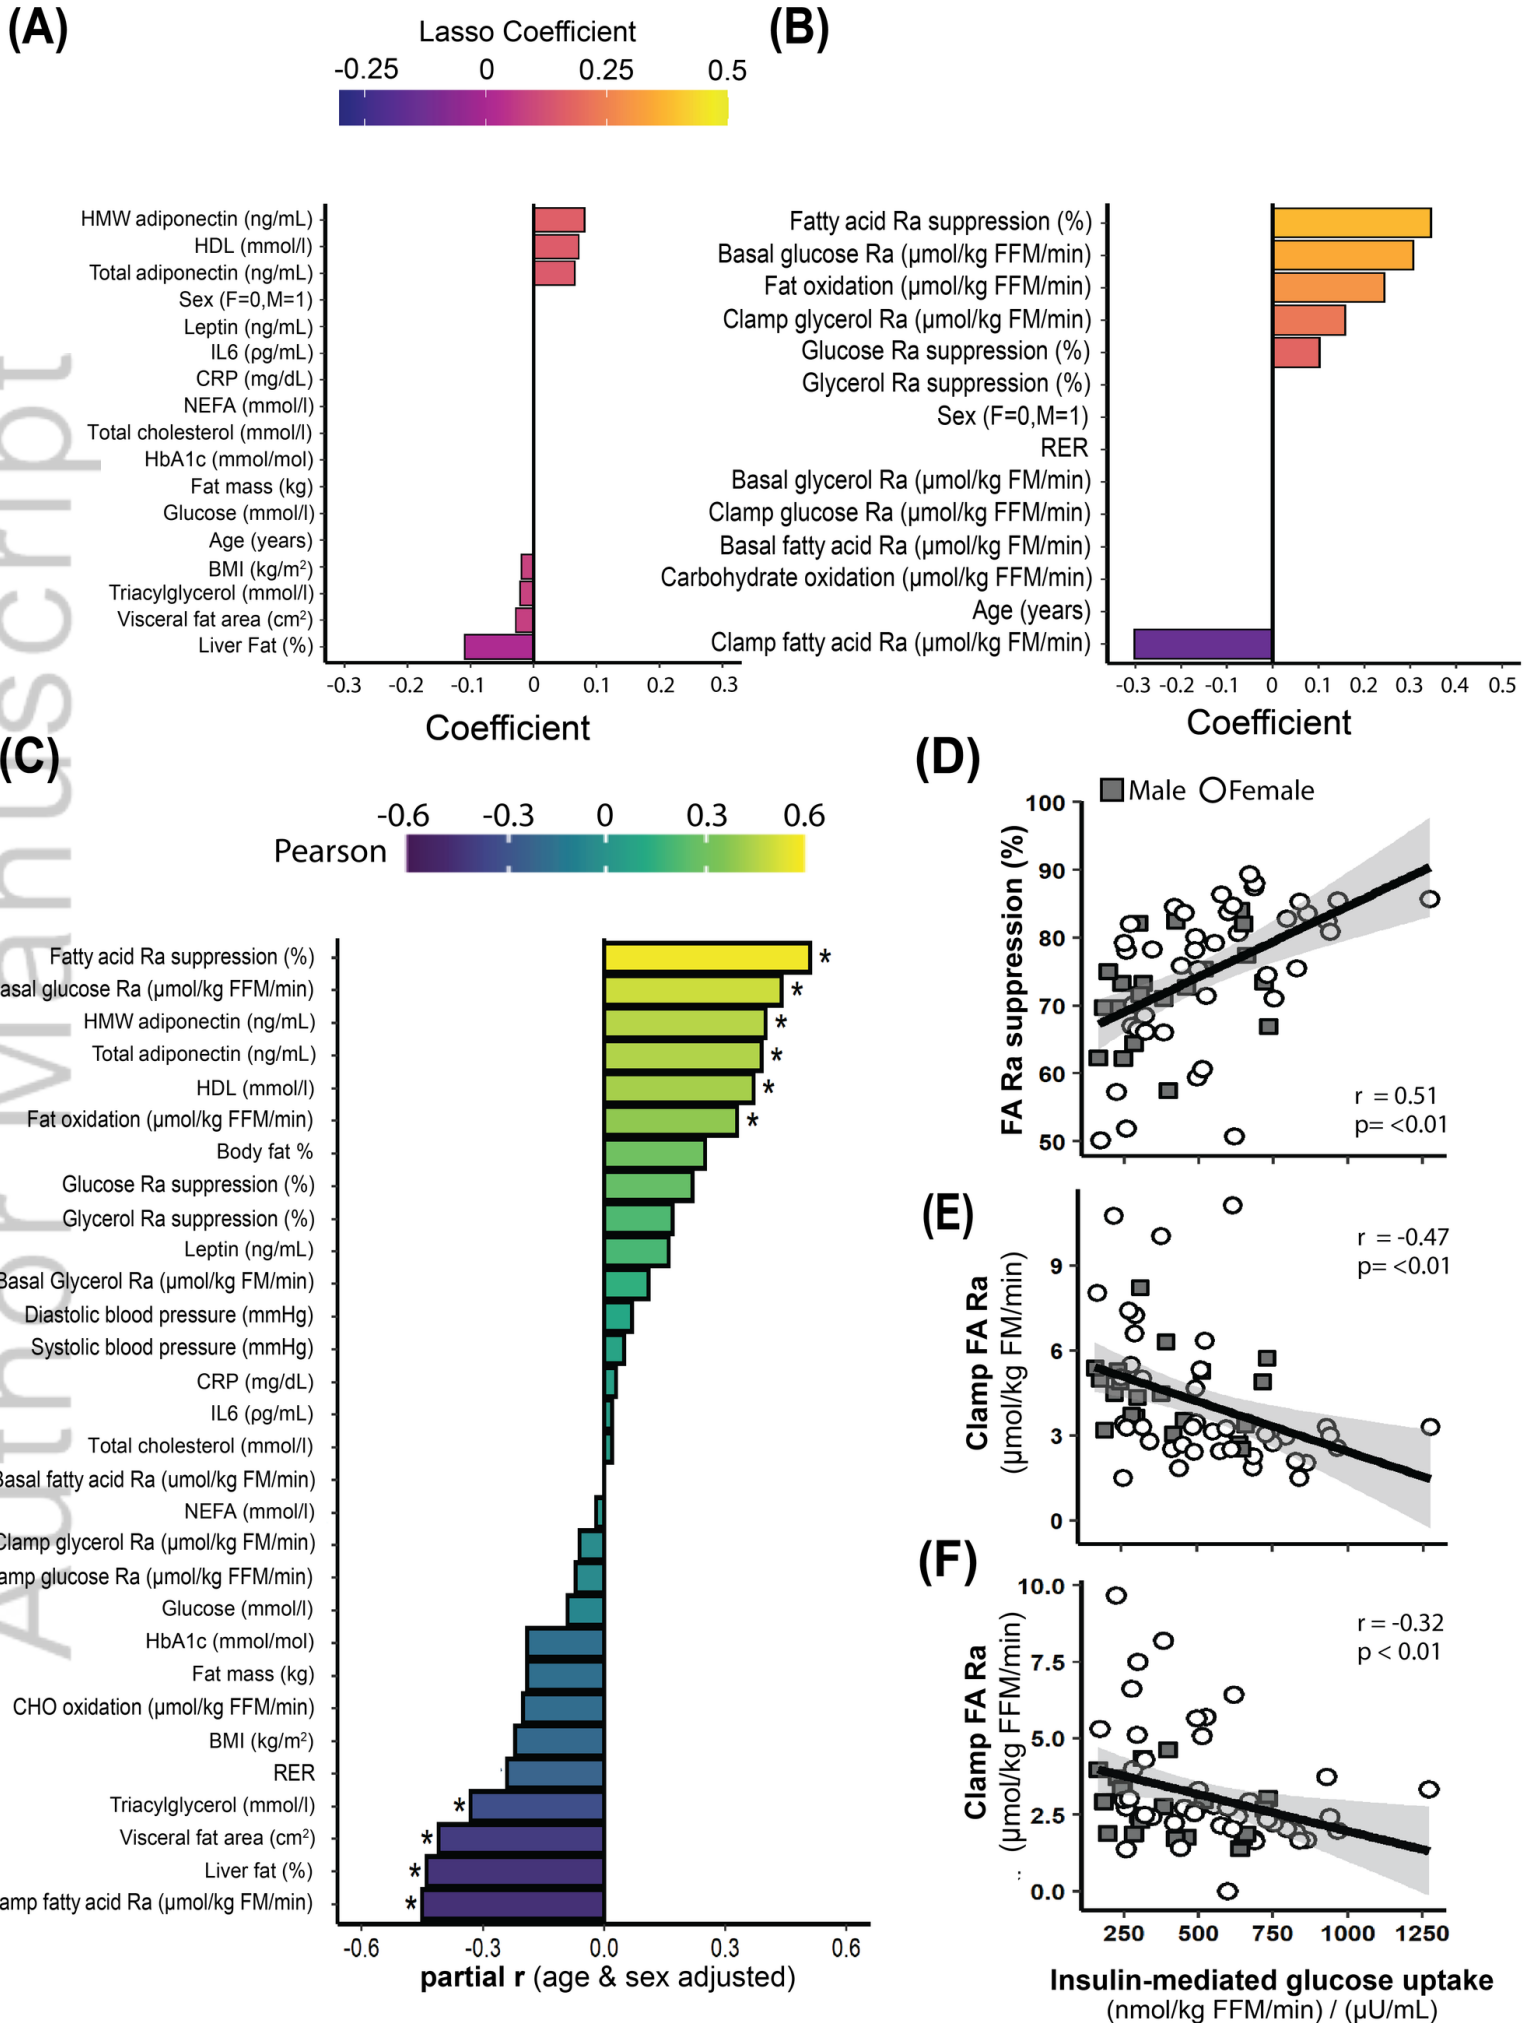 (A)
Lasso Coefficient
-0.25 0 0.25 0.5
HMW adiponectin (ng/mL)
HDL (mmol/l)
Total adiponectin (ng/mL)
Sex (F=0,M=1)
Leptin (ng/mL)
IL6 (ρg/mL)
CRP (mg/dL)
NEFA (mmol/l)
Total cholesterol (mmol/l)
HbA1c (mmol/mol)
Fat mass (kg)
Glucose (mmol/l)
Age (years)
BMI (kg/m²)
Triacylglycerol (mmol/l)
Visceral fat area (cm²)
Liver Fat (%)
-0.3 -0.2 -0.1 0 0.1 0.2 0.3
Coefficient
(B)
Fatty acid Ra suppression (%)
Basal glucose Ra (μmol/kg FFM/min)
Fat oxidation (μmol/kg FFM/min)
Clamp glycerol Ra (μmol/kg FM/min)
Glucose Ra suppression (%)
Glycerol Ra suppression (%)
Sex (F=0,M=1)
RER
Basal glycerol Ra (μmol/kg FM/min)
Clamp glucose Ra (μmol/kg FFM/min)
Basal fatty acid Ra (μmol/kg FM/min)
Carbohydrate oxidation (μmol/kg FFM/min)
Age (years)
Clamp fatty acid Ra (μmol/kg FM/min)
-0.3 -0.2 -0.1 0 0.1 0.2 0.3 0.4 0.5
Coefficient
(C)
-0.6 -0.3 0 0.3 0.6
Pearson
Fatty acid Ra suppression (%) *
asal glucose Ra (μmol/kg FFM/min) *
HMW adiponectin (ng/mL) *
Total adiponectin (ng/mL) *
HDL (mmol/l) *
Fat oxidation (μmol/kg FFM/min) *
Body fat %
Glucose Ra suppression (%)
Glycerol Ra suppression (%)
Leptin (ng/mL)
Basal Glycerol Ra (μmol/kg FM/min)
Diastolic blood pressure (mmHg)
Systolic blood pressure (mmHg)
CRP (mg/dL)
IL6 (ρg/mL)
Total cholesterol (mmol/l)
Basal fatty acid Ra (umol/kg FM/min)
NEFA (mmol/l)
Clamp glycerol Ra (μmol/kg FM/min)
amp glucose Ra (μmol/kg FFM/min)
Glucose (mmol/l)
HbA1c (mmol/mol)
Fat mass (kg)
CHO oxidation (μmol/kg FFM/min)
BMI (kg/m²)
RER
Triacylglycerol (mmol/l) *
Visceral fat area (cm²) *
Liver fat (%) *
amp fatty acid Ra (μmol/kg FM/min) *
-0.6 -0.3 0.0 0.3 0.6
partial r (age & sex adjusted)
(D)
Male Female
FA Ra suppression (%)
100
90
80
70
60
50
r = 0.51
p= <0.01
(E)
Clamp FA Ra
(μmol/kg FM/min)
9
6
3
0
r = -0.47
p= <0.01
(F)
Clamp FA Ra
(μmol/kg FFM/min)
10.0
7.5
5.0
2.5
0.0
r = -0.32
p < 0.01
250 500 750 1000 1250
Insulin-mediated glucose uptake
(nmol/kg FFM/min) / (μU/mL)
Author Manuscript